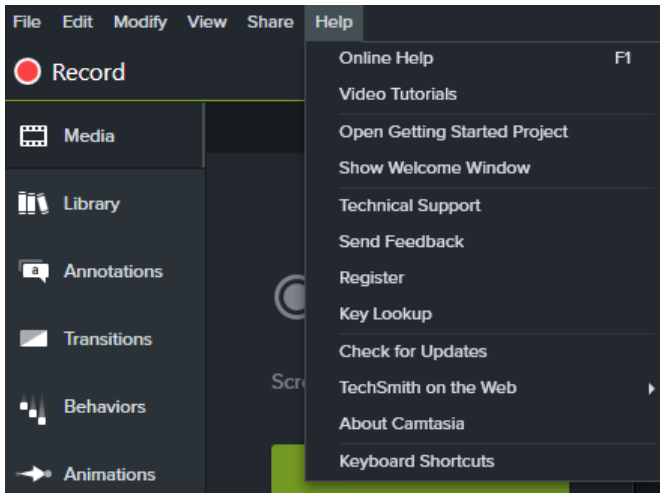 File Edit Modify View Share Help
Record
Media
Library
Annotations
Transitions
Behaviors
Animations
a
Online Help F1
Video Tutorials
Open Getting Started Project
Show Welcome Window
Technical Support
Send Feedback
Register
Key Lookup
Check for Updates
TechSmith on the Web
About Camtasia
Keyboard Shortcuts